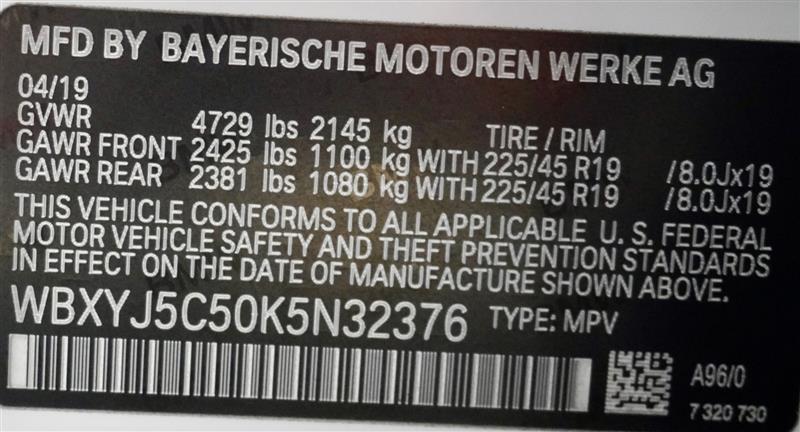 MFD BY BAYERISCHE MOTOREN WERKE AG
04/19
GVWR 4729 lbs 2145 kg TIRE / RIM
GAWR FRONT 2425 lbs 1100 kg WITH 225/45 R19 /8.0Jx19
GAWR REAR 2381 lbs 1080 kg WITH 225/45 R19 /8.0Jx19
THIS VEHICLE CONFORMS TO ALL APPLICABLE U. S. FEDERAL
MOTOR VEHICLE SAFETY AND THEFT PREVENTION STANDARDS
IN EFFECT ON THE DATE OF MANUFACTURE SHOWN ABOVE.
WBXYJ5C50K5N32376 TYPE: MPV
A96/0
7 320 730